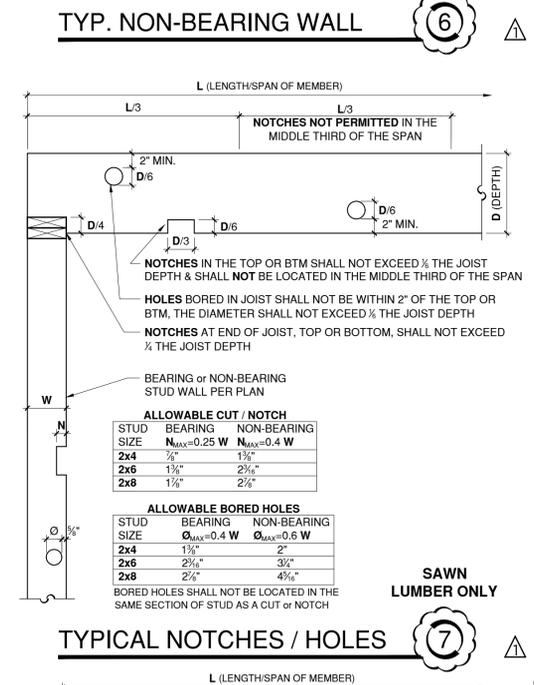 TYP. NON-BEARING WALL
6
1
L (LENGTH/SPAN OF MEMBER)
L/3
L/3
NOTCHES NOT PERMITTED IN THE
MIDDLE THIRD OF THE SPAN
2" MIN.
D/6
D/6
2" MIN.
D (DEPTH)
D/4
D/6
D/3
NOTCHES IN THE TOP OR BTM SHALL NOT EXCEED ⅙ THE JOIST
DEPTH & SHALL NOT BE LOCATED IN THE MIDDLE THIRD OF THE SPAN
HOLES BORED IN JOIST SHALL NOT BE WITHIN 2" OF THE TOP OR
BTM, THE DIAMETER SHALL NOT EXCEED ⅙ THE JOIST DEPTH
NOTCHES AT END OF JOIST, TOP OR BOTTOM, SHALL NOT EXCEED
¼ THE JOIST DEPTH
BEARING or NON-BEARING
STUD WALL PER PLAN
W
N
ALLOWABLE CUT / NOTCH
STUD BEARING NON-BEARING
SIZE NMAX=0.25 W NMAX=0.4 W
2x4 ⅞" 1⅜"
2x6 1⅜" 2³⁄₁₆"
2x8 1⅞" 2⅞"
ALLOWABLE BORED HOLES
STUD BEARING NON-BEARING
SIZE ØMAX=0.4 W ØMAX=0.6 W
2x4 1⅜" 2"
2x6 2³⁄₁₆" 3¼"
2x8 2⅞" 4⁵⁄₁₆"
Ø ⅝"
BORED HOLES SHALL NOT BE LOCATED IN THE
SAME SECTION OF STUD AS A CUT or NOTCH
SAWN
LUMBER ONLY
TYPICAL NOTCHES / HOLES
7
1
L (LENGTH/SPAN OF MEMBER)